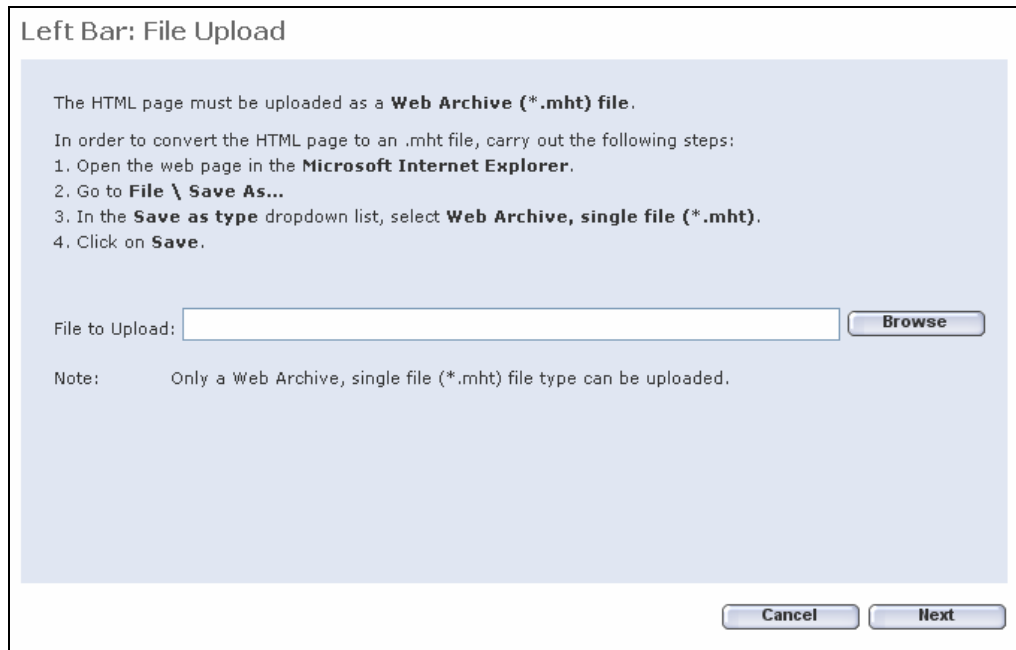 Left Bar: File Upload
The HTML page must be uploaded as a Web Archive (*.mht) file.
In order to convert the HTML page to an .mht file, carry out the following steps:
1. Open the web page in the Microsoft Internet Explorer.
2. Go to File \ Save As...
3. In the Save as type dropdown list, select Web Archive, single file (*.mht).
4. Click on Save.
File to Upload: Browse
Note: Only a Web Archive, single file (*.mht) file type can be uploaded.
Cancel Next